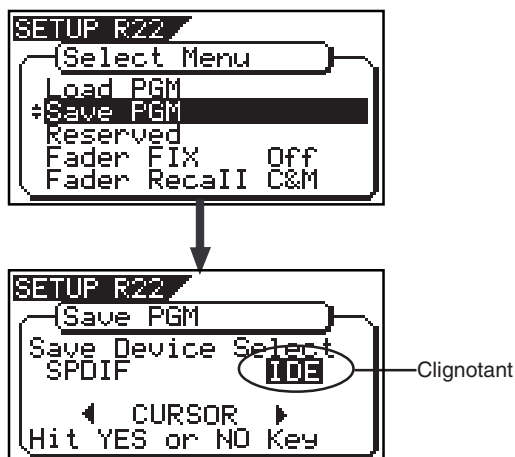 SETUP R22
Select Menu
Load PGM
Save PGM
Reserved
Fader FIX Off
Fader Recall C&M
SETUP R22
Save PGM
Save Device Select
SPDIF IDE
Clignotant
CURSOR
Hit YES or NO Key